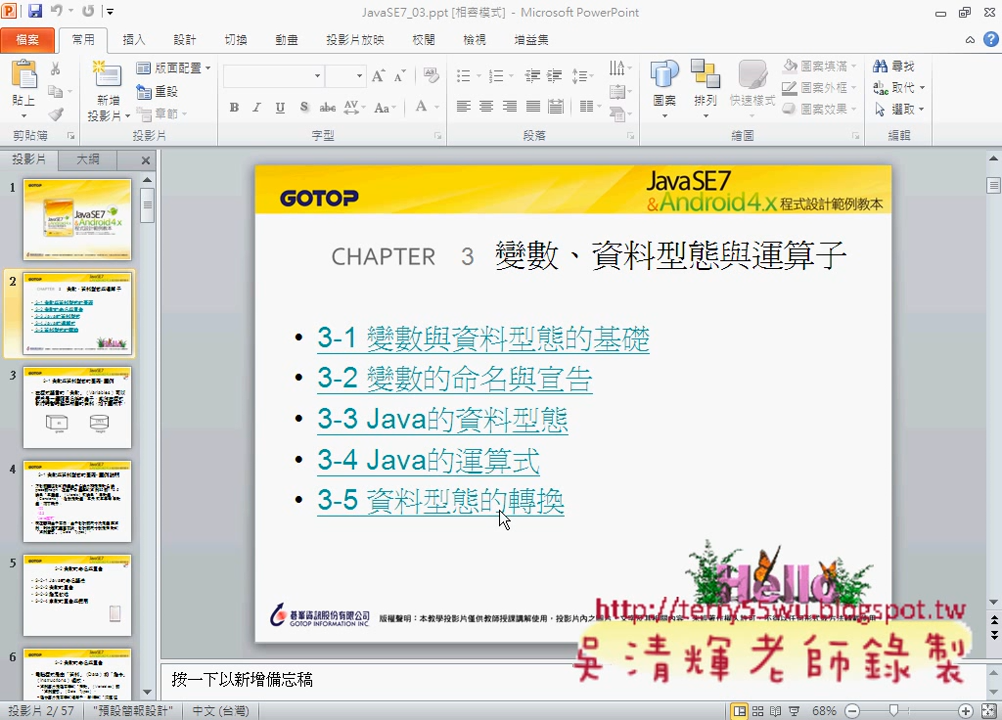 JavaSE7_03.ppt [相容模式] - Microsoft PowerPoint
檔案 常用 插入 設計 切換 動畫 投影片放映 校閱 檢視 增益集
貼上
剪貼簿
新增
投影片
版面配置
重設
章節
投影片
字型
段落
圖案
排列
快速樣式
圖案填滿
圖案外框
圖案效果
繪圖
尋找
取代
選取
編輯
投影片 大綱
1
2
3
4
5
6
GOTOP
JavaSE7
&Android4.x 程式設計範例教本
CHAPTER 3 變數、資料型態與運算子
• 3-1 變數與資料型態的基礎
• 3-2 變數的命名與宣告
• 3-3 Java的資料型態
• 3-4 Java的運算式
• 3-5 資料型態的轉換
Hello
碁峯資訊股份有限公司
GOTOP INFORMATION INC.
http://terry55wu.blogspot.tw
吳清輝老師錄製
按一下以新增備忘稿
投影片 2/57 "預設簡報設計" 中文 (台灣) 68%